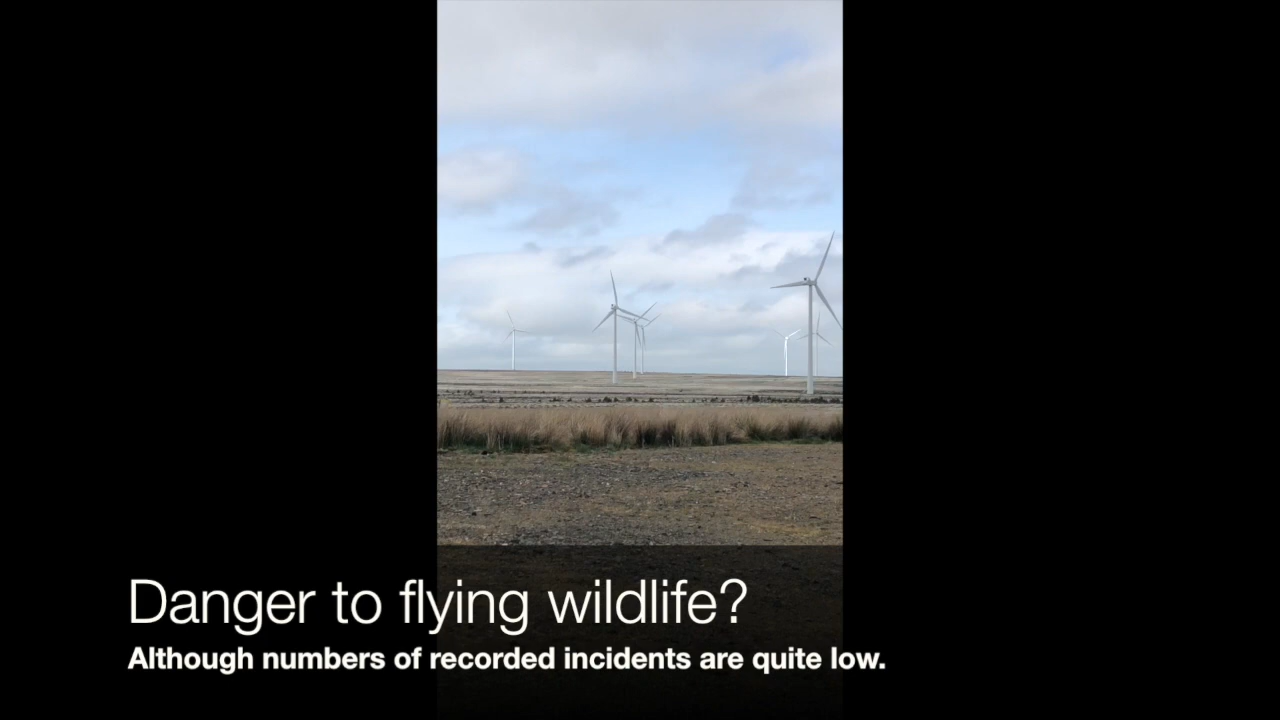 Danger to flying wildlife?
Although numbers of recorded incidents are quite low.